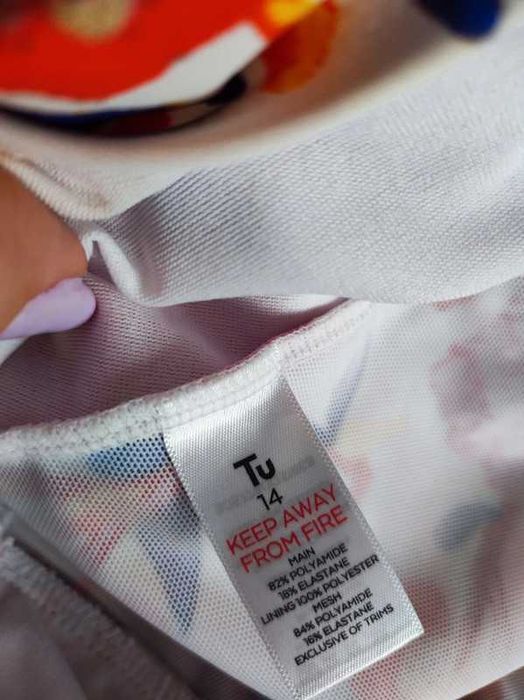 Tu
14
KEEP AWAY
FROM FIRE
MAIN
82% POLYAMIDE
18% ELASTANE
LINING 100% POLYESTER
MESH
84% POLYAMIDE
16% ELASTANE
EXCLUSIVE OF TRIMS